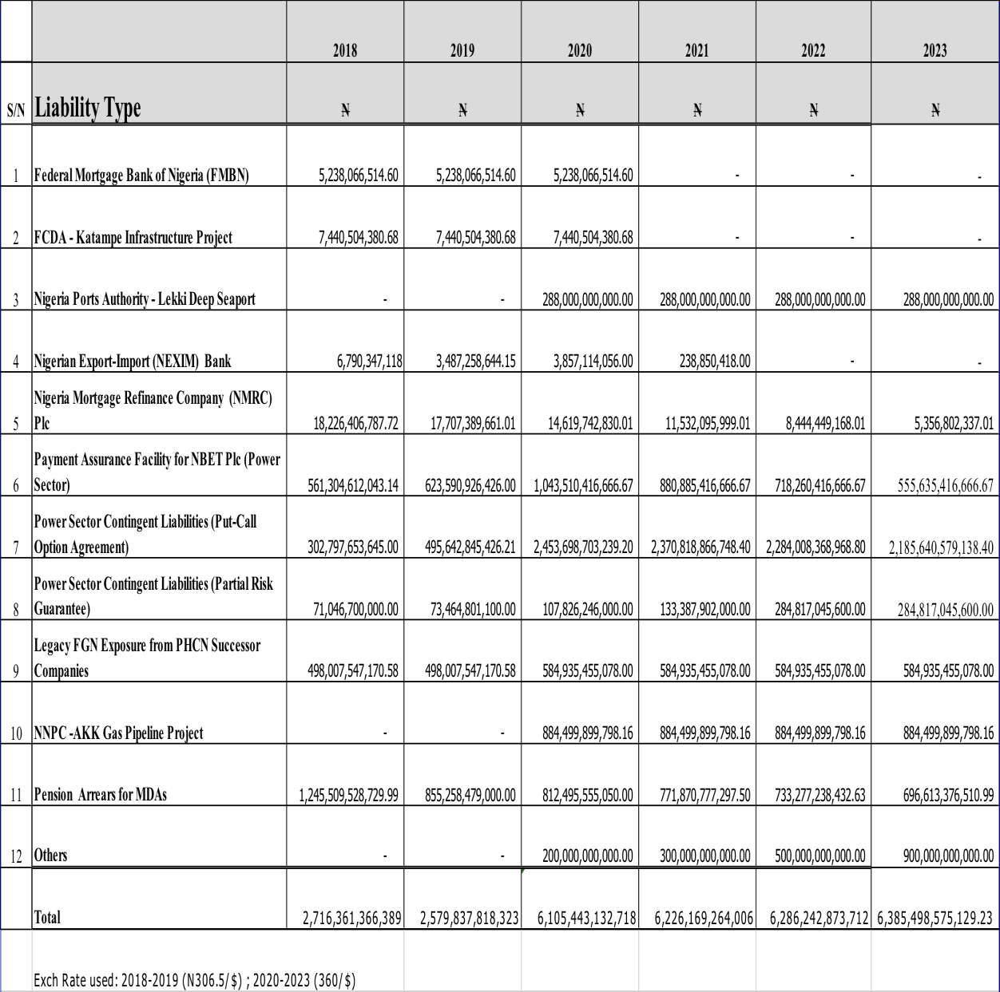 2018 2019 2020 2021 2022 2023
S/N Liability Type ₦ ₦ ₦ ₦ ₦ ₦
1 Federal Mortgage Bank of Nigeria (FMBN) 5,238,066,514.60 5,238,066,514.60 5,238,066,514.60 - - -
2 FCDA - Katampe Infrastructure Project 7,440,504,380.68 7,440,504,380.68 7,440,504,380.68 - - -
3 Nigeria Ports Authority - Lekki Deep Seaport - - 288,000,000,000.00 288,000,000,000.00 288,000,000,000.00 288,000,000,000.00
4 Nigerian Export-Import (NEXIM) Bank 6,790,347,118 3,487,258,644.15 3,857,114,056.00 238,850,418.00 - -
Nigeria Mortgage Refinance Company (NMRC)
5 Plc 18,226,406,787.72 17,707,389,661.01 14,619,742,830.01 11,532,095,999.01 8,444,449,168.01 5,356,802,337.01
Payment Assurance Facility for NBET Plc (Power
6 Sector) 561,304,612,043.14 623,590,926,426.00 1,043,510,416,666.67 880,885,416,666.67 718,260,416,666.67 555,635,416,666.67
Power Sector Contingent Liabilities (Put-Call
7 Option Agreement) 302,797,653,645.00 495,642,845,426.21 2,453,698,703,239.20 2,370,818,866,748.40 2,284,008,368,968.80 2,185,640,579,138.40
Power Sector Contingent Liabilities (Partial Risk
8 Guarantee) 71,046,700,000.00 73,464,801,100.00 107,826,246,000.00 133,387,902,000.00 284,817,045,600.00 284,817,045,600.00
Legacy FGN Exposure from PHCN Successor
9 Companies 498,007,547,170.58 498,007,547,170.58 584,935,455,078.00 584,935,455,078.00 584,935,455,078.00 584,935,455,078.00
10 NNPC -AKK Gas Pipeline Project - - 884,499,899,798.16 884,499,899,798.16 884,499,899,798.16 884,499,899,798.16
11 Pension Arrears for MDAs 1,245,509,528,729.99 855,258,479,000.00 812,495,555,050.00 771,870,777,297.50 733,277,238,432.63 696,613,376,510.99
12 Others - - 200,000,000,000.00 300,000,000,000.00 500,000,000,000.00 900,000,000,000.00
Total 2,716,361,366,389 2,579,837,818,323 6,105,443,132,718 6,226,169,264,006 6,286,242,873,712 6,385,498,575,129.23
Exch Rate used: 2018-2019 (N306.5/$) ; 2020-2023 (360/$)